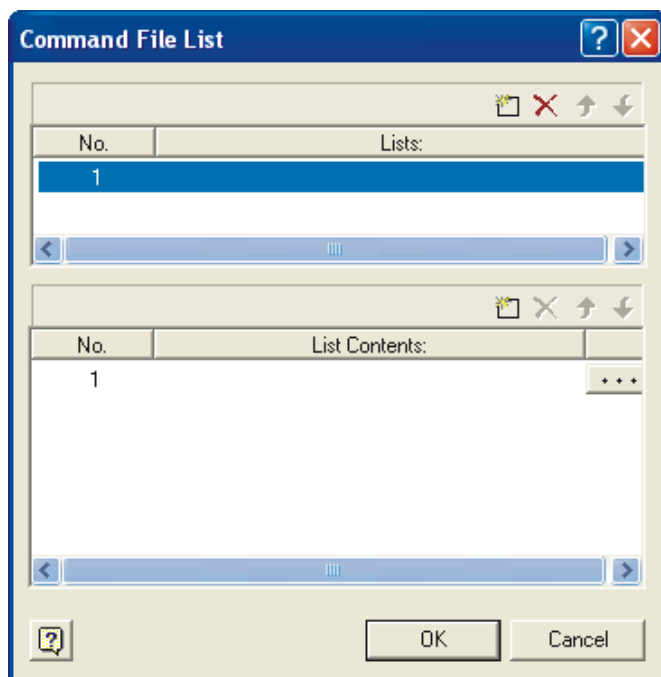 Command File List
No. Lists:
1
No. List Contents:
1 ...
OK Cancel